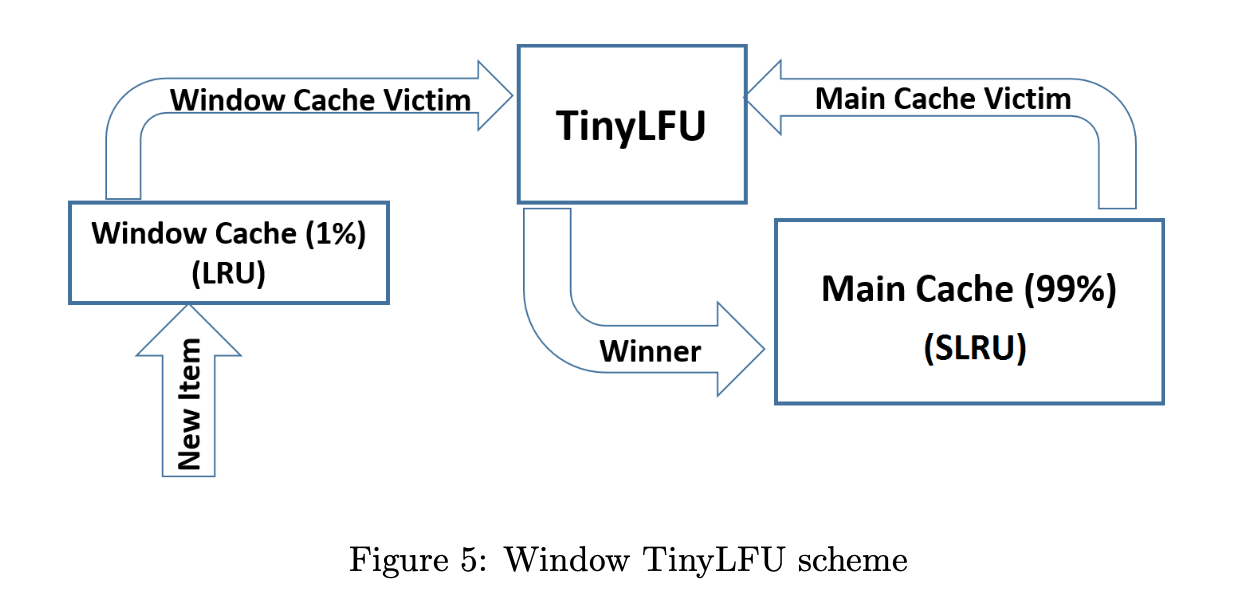 Window Cache Victim
TinyLFU
Main Cache Victim
Window Cache (1%)
(LRU)
Main Cache (99%)
(SLRU)
Winner
New Item
Figure 5: Window TinyLFU scheme